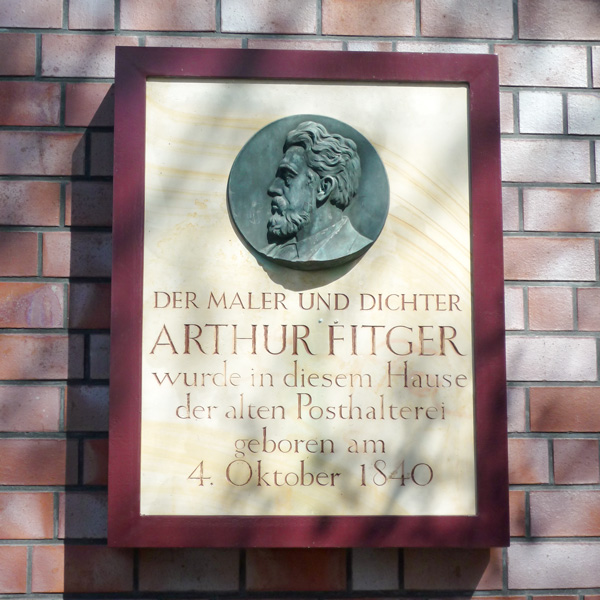 DER MALER UND DICHTER
ARTHUR FITGER
wurde in diesem Hause
der alten Posthalterei
geboren am
4. Oktober 1840